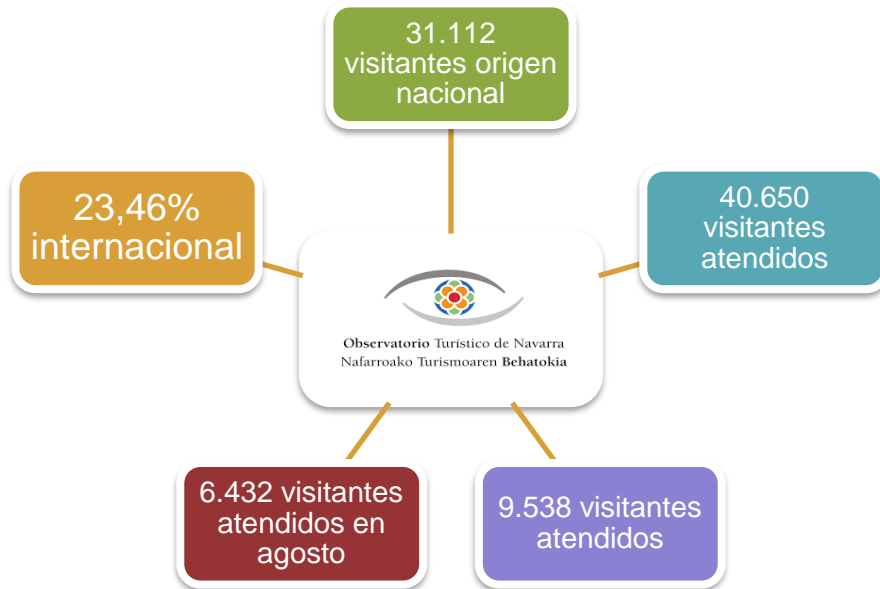 31.112
visitantes origen
nacional
23,46%
internacional
40.650
visitantes
atendidos
Observatorio Turístico de Navarra
Nafarroako Turismoaren Behatokia
6.432 visitantes
atendidos en
agosto
9.538 visitantes
atendidos